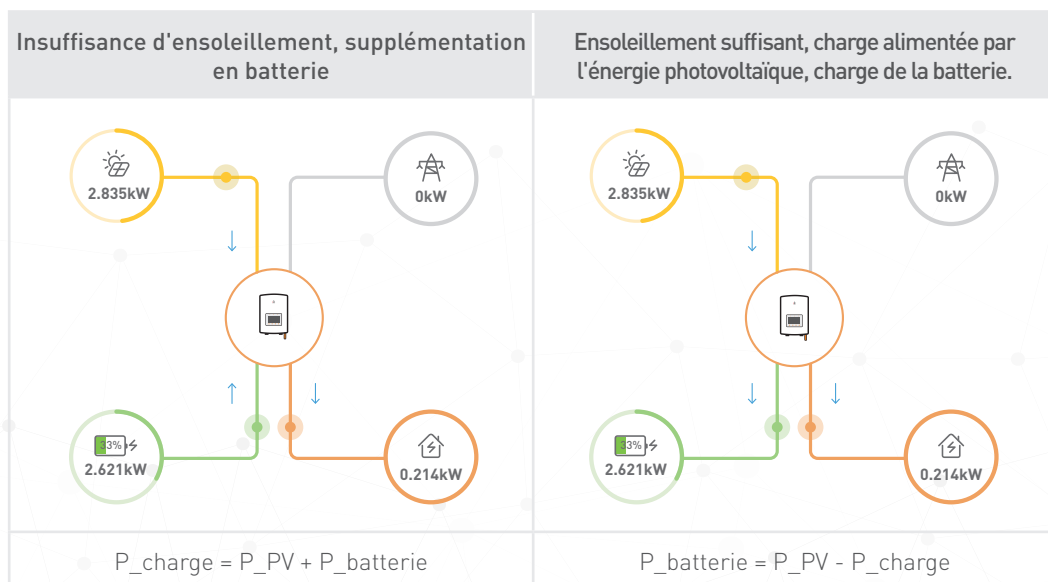 Insuffisance d'ensoleillement, supplémentation
en batterie
Ensoleillement suffisant, charge alimentée par
l'énergie photovoltaïque, charge de la batterie.
2.835kW
0kW
33%
2.621kW
0.214kW
2.835kW
0kW
33%
2.621kW
0.214kW
P_charge = P_PV + P_batterie
P_batterie = P_PV - P_charge